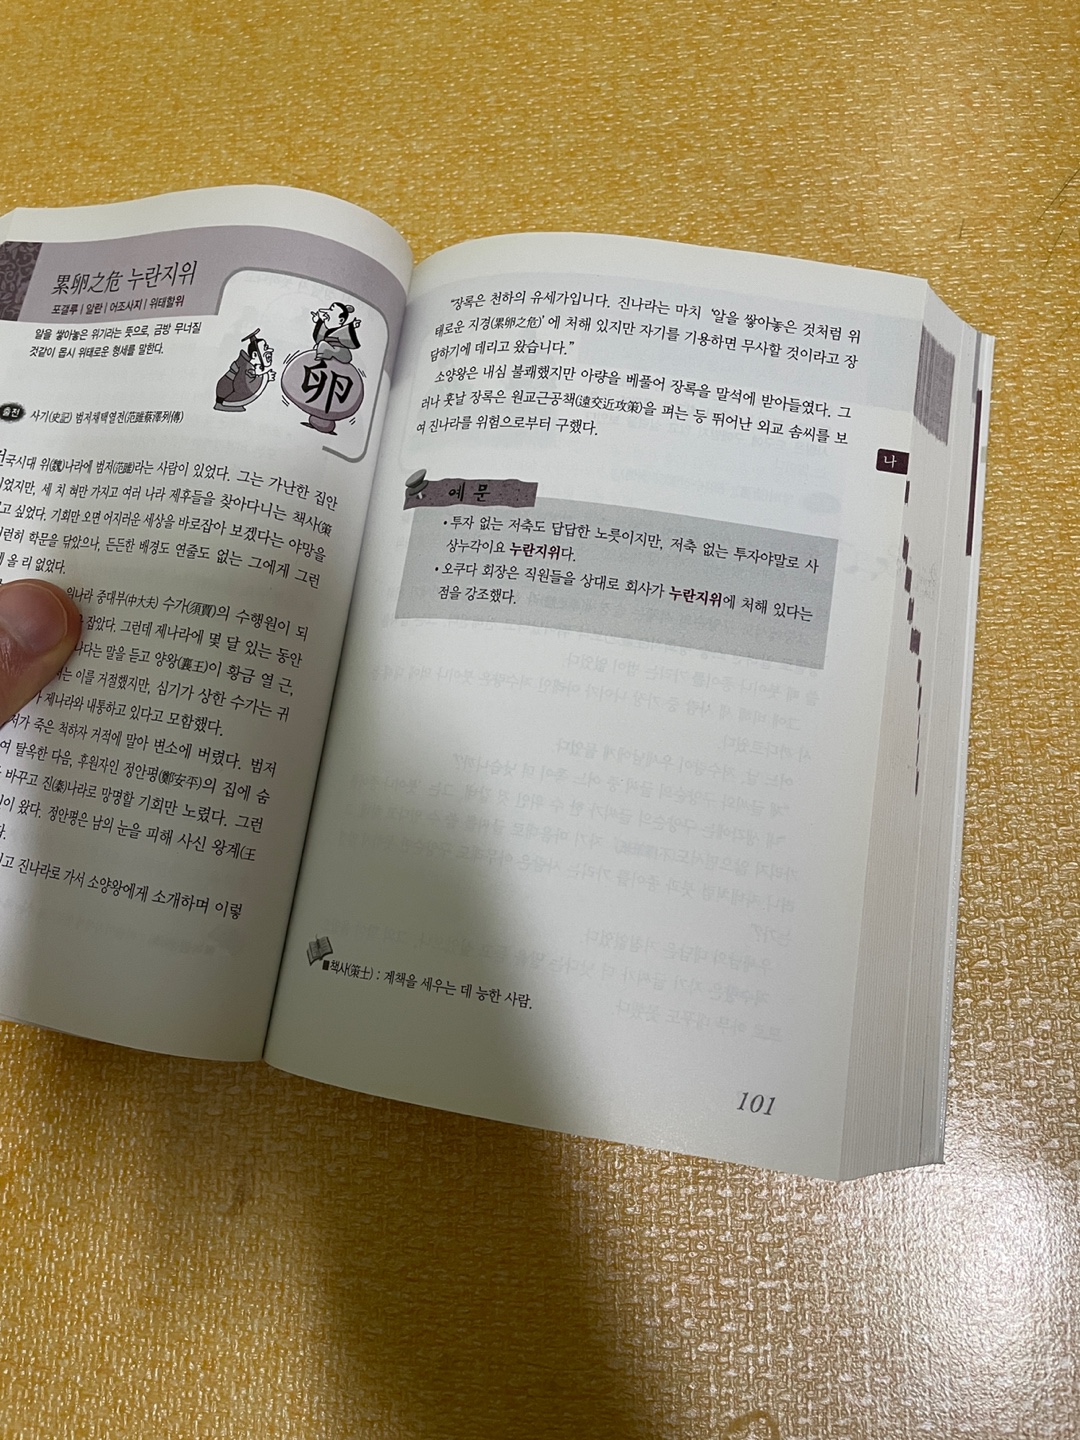 累卵之危 누란지위
포갤루 | 알란 | 어조사지 | 위태할위
알을 쌓아놓은 위기라는 뜻으로, 금방 무너질
것같이 몹시 위태로운 형세를 말한다.
卵
출전 사기(史記) 범저채택열전(范雎蔡澤列傳)
전국시대 위(魏)나라에 범저(范雎)라는 사람이 있었다. 그는 가난한 집안
었지만, 세 치 혀만 가지고 여러 나라 제후들을 찾아다니는 책사(策
고 싶었다. 기회만 오면 어지러운 세상을 바로잡아 보겠다는 야망을
런히 학문을 닦았으나, 든든한 배경도 연줄도 없는 그에게 그런
올 리 없었다.
위나라 중대부(中大夫) 수가(須賈)의 수행원이 되
잡았다. 그런데 제나라에 몇 달 있는 동안
나다는 말을 듣고 양왕(襄王)이 황금 열 근,
는 이를 거절했지만, 심기가 상한 수가는 귀
가 제나라와 내통하고 있다고 모함했다.
저가 죽은 척하자 거적에 말아 변소에 버렸다. 범저
여 탈옥한 다음, 후원자인 정안평(鄭安平)의 집에 숨
바꾸고 진(秦)나라로 망명할 기회만 노렸다. 그런
이 왔다. 정안평은 남의 눈을 피해 사신 왕계(王
다.
고 진나라로 가서 소양왕에게 소개하며 이렇
“장록은 천하의 유세가입니다. 진나라는 마치 ‘알을 쌓아놓은 것처럼 위
태로운 지경(累卵之危)’에 처해 있지만 자기를 기용하면 무사할 것이라고 장
담하기에 데리고 왔습니다.”
소양왕은 내심 불쾌했지만 아량을 베풀어 장록을 말석에 받아들였다. 그
러나 훗날 장록은 원교근공책(遠交近攻策)을 펴는 등 뛰어난 외교 솜씨를 보
여 진나라를 위험으로부터 구했다.
나
예문
• 투자 없는 저축도 답답한 노릇이지만, 저축 없는 투자야말로 사
상누각이요 누란지위다.
• 오쿠다 회장은 직원들을 상대로 회사가 누란지위에 처해 있다는
점을 강조했다.
■책사(策士) : 계책을 세우는 데 능한 사람.
101